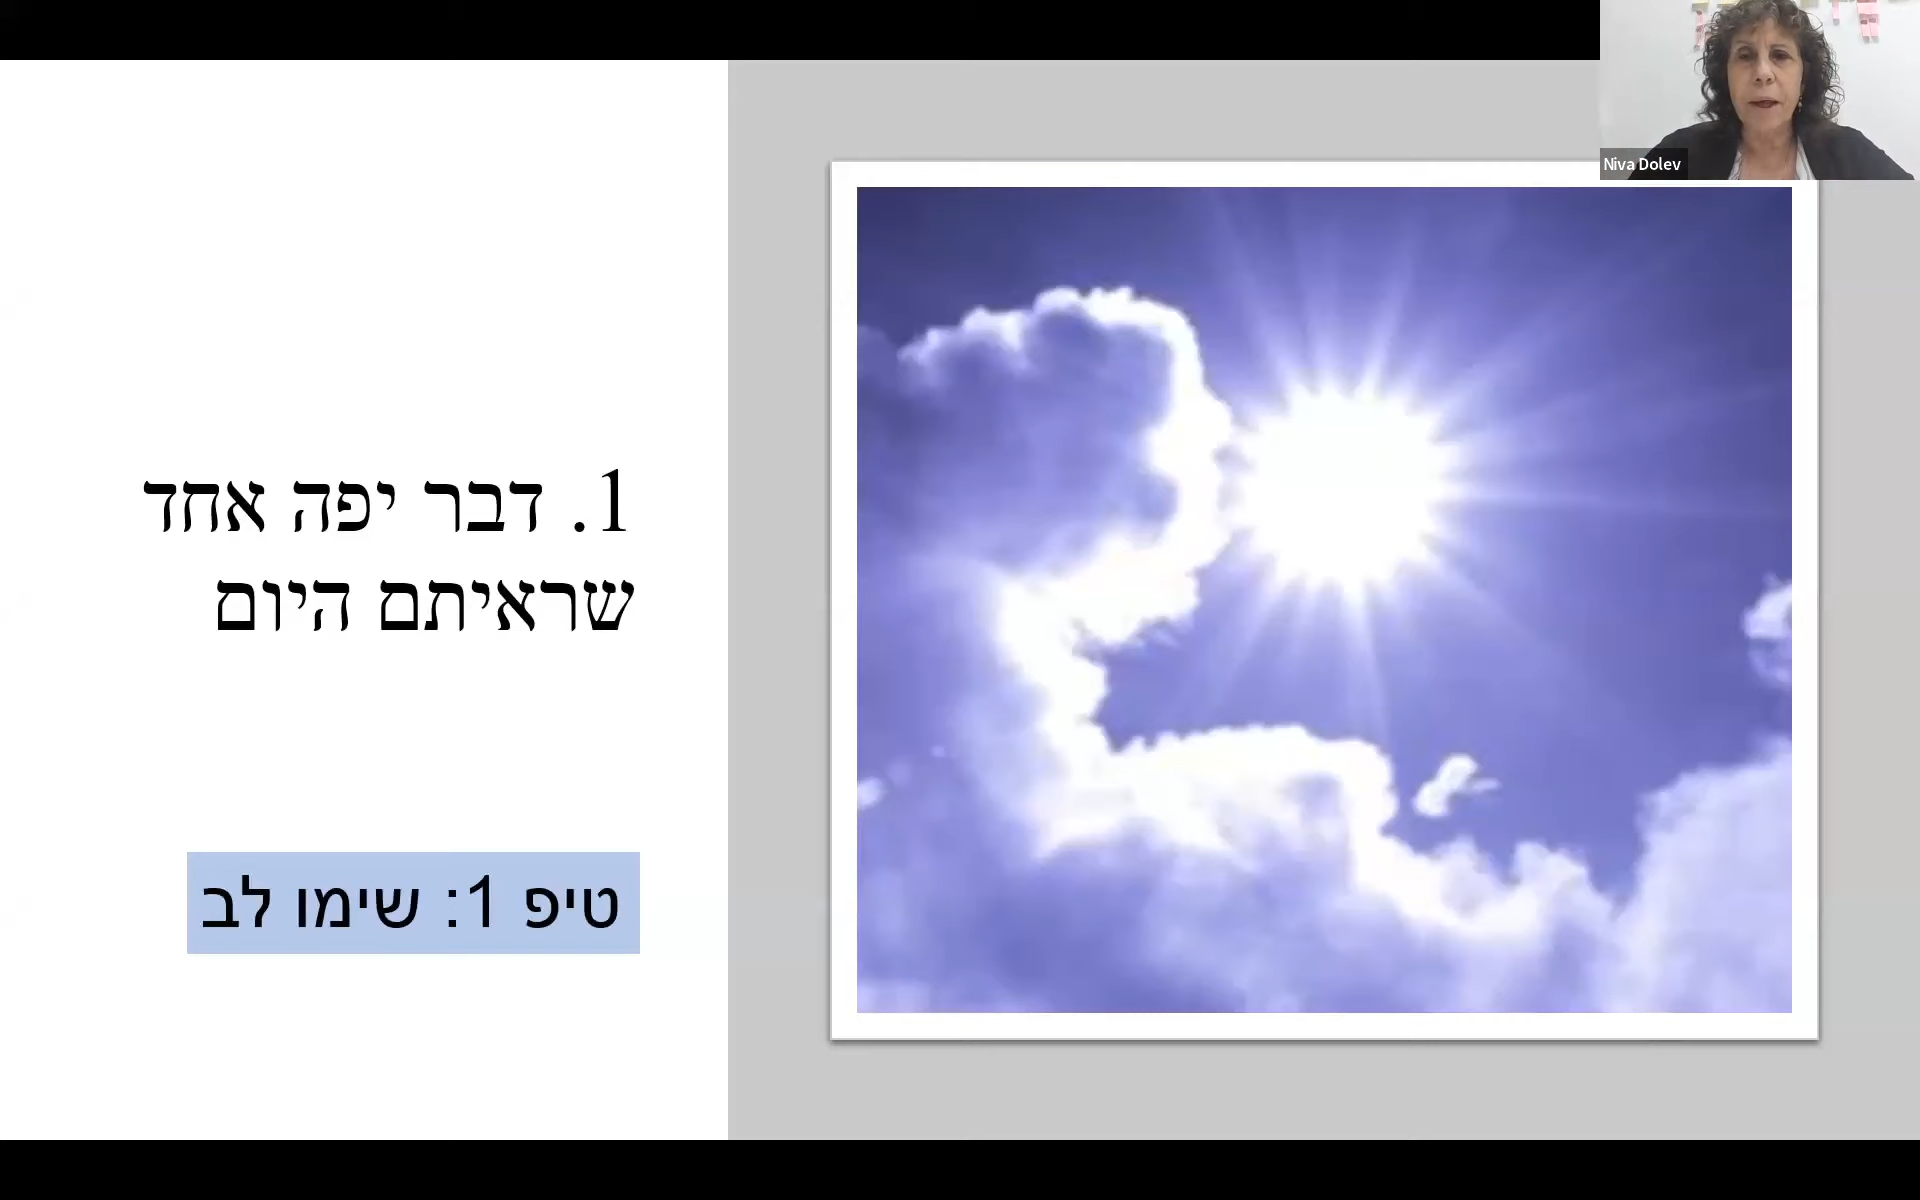 Niva Dolev
1. דבר יפה אחד
שראיתם היום
טיפ 1: שימו לב